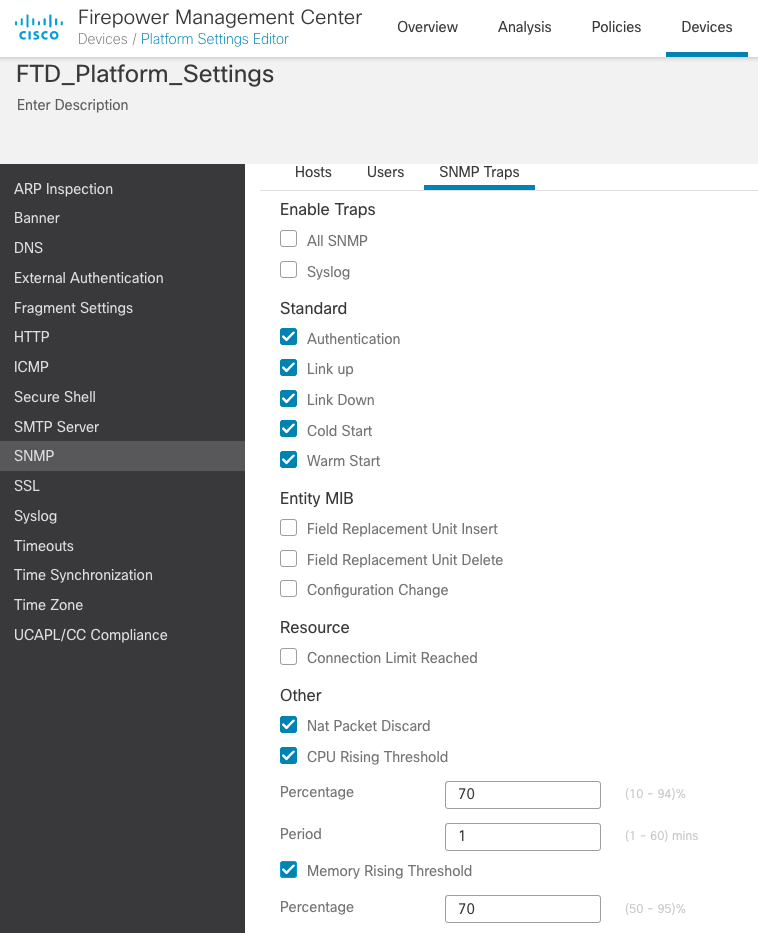 Firepower Management Center
CISCO
Devices / Platform Settings Editor
Overview
Analysis
Policies
Devices
FTD_Platform_Settings
Enter Description
ARP Inspection
Banner
DNS
External Authentication
Fragment Settings
HTTP
ICMP
Secure Shell
SMTP Server
SNMP
SSL
Syslog
Timeouts
Time Synchronization
Time Zone
UCAPL/CC Compliance
Hosts
Users
SNMP Traps
Enable Traps
All SNMP
Syslog
Standard
Authentication
Link up
Link Down
Cold Start
Warm Start
Entity MIB
Field Replacement Unit Insert
Field Replacement Unit Delete
Configuration Change
Resource
Connection Limit Reached
Other
Nat Packet Discard
CPU Rising Threshold
Percentage 70 (10 - 94)%
Period 1 (1 - 60) mins
Memory Rising Threshold
Percentage 70 (50 - 95)%